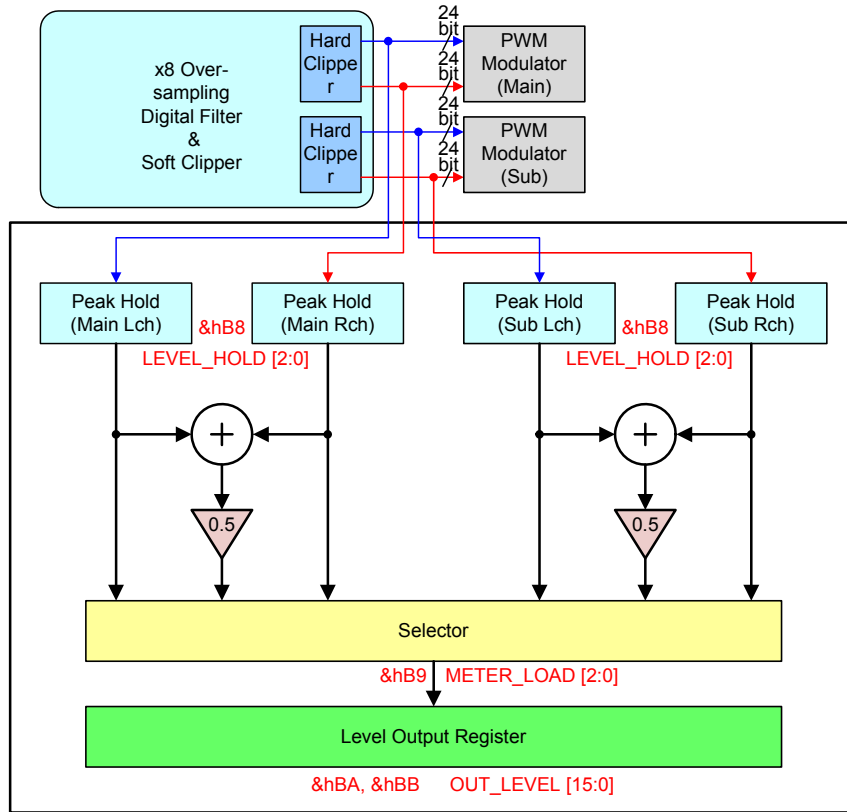 x8 Over-
sampling
Digital Filter
&
Soft Clipper
Hard
Clippe
r
Hard
Clippe
r
24
bit
24
bit
24
bit
24
bit
PWM
Modulator
(Main)
PWM
Modulator
(Sub)
Peak Hold
(Main Lch)
&hB8
Peak Hold
(Main Rch)
LEVEL_HOLD [2:0]
Peak Hold
(Sub Lch)
&hB8
Peak Hold
(Sub Rch)
LEVEL_HOLD [2:0]
+
+
0.5
0.5
Selector
&hB9 METER_LOAD [2:0]
Level Output Register
&hBA, &hBB OUT_LEVEL [15:0]